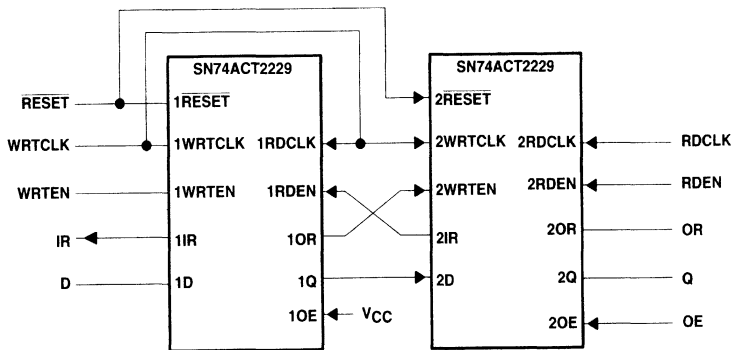 SN74ACT2229
SN74ACT2229
RESET
1RESET
2RESET
WRTCLK
1WRTCLK
1RDCLK
2WRTCLK
2RDCLK
RDCLK
WRTEN
1WRTEN
1RDEN
2WRTEN
2RDEN
RDEN
IR
1IR
1OR
2IR
2OR
OR
D
1D
1Q
2D
2Q
Q
1OE
VCC
2OE
OE